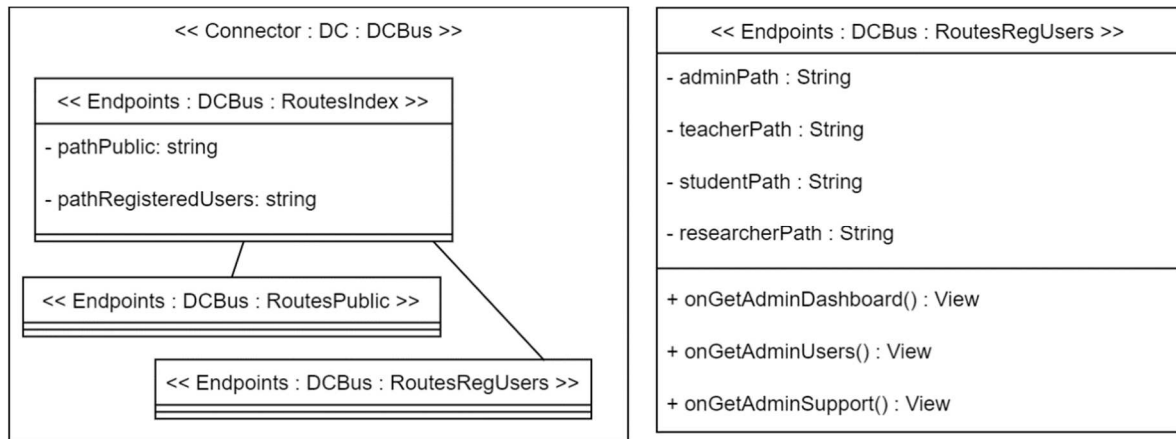 << Connector : DC : DCBus >>
<< Endpoints : DCBus : RoutesIndex >>
- pathPublic: string
- pathRegisteredUsers: string
<< Endpoints : DCBus : RoutesPublic >>
<< Endpoints : DCBus : RoutesRegUsers >>
<< Endpoints : DCBus : RoutesRegUsers >>
- adminPath : String
- teacherPath : String
- studentPath : String
- researcherPath : String
+ onGetAdminDashboard() : View
+ onGetAdminUsers() : View
+ onGetAdminSupport() : View